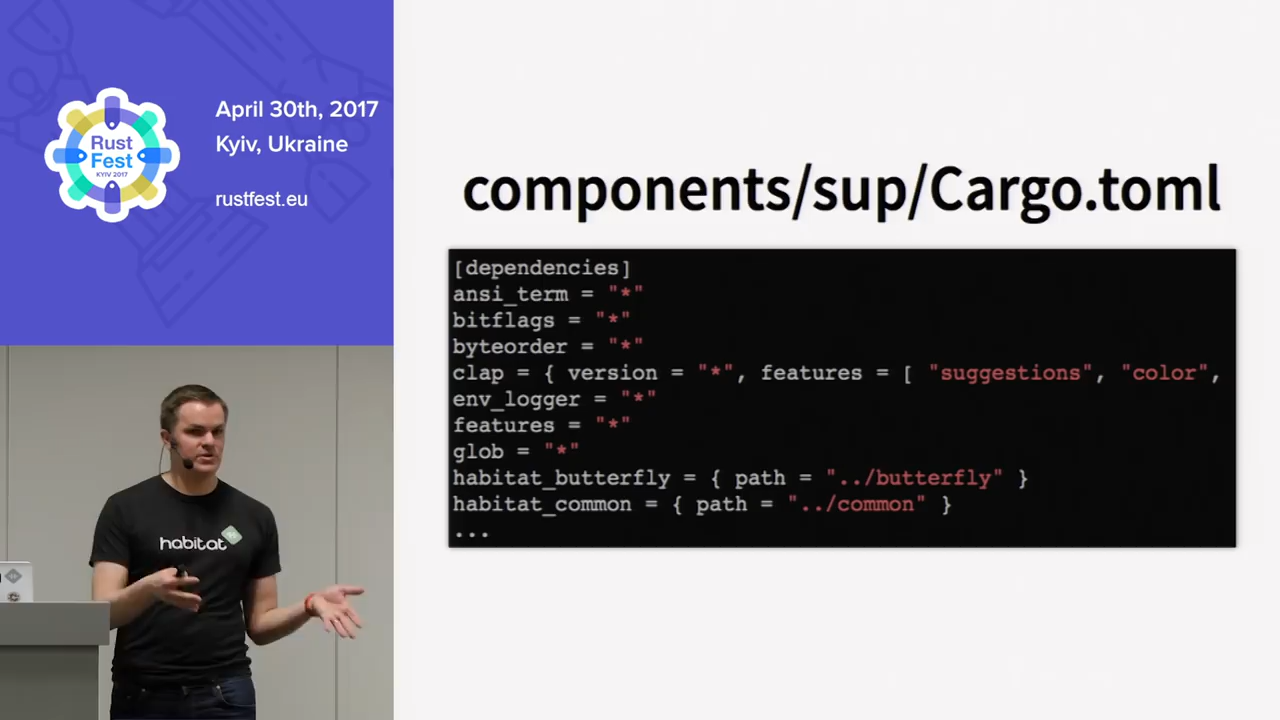 April 30th, 2017
Kyiv, Ukraine
rustfest.eu
Rust
Fest
KYIV 2017
components/sup/Cargo.toml
[dependencies]
ansi_term = "*"
bitflags = "*"
byteorder = "*"
clap = { version = "*", features = [ "suggestions", "color",
env_logger = "*"
features = "*"
glob = "*"
habitat_butterfly = { path = "../butterfly" }
habitat_common = { path = "../common" }
...
habitat